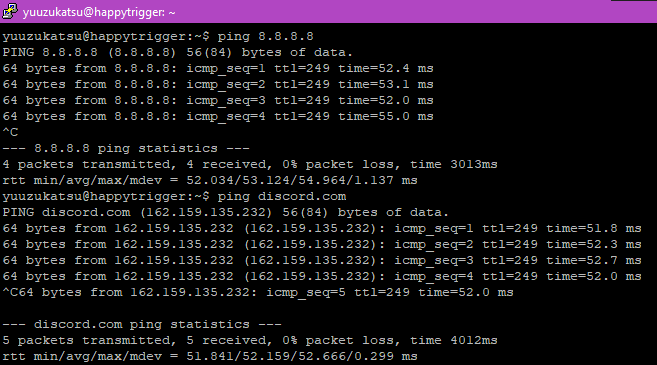 yuuzukatsu@happytrigger: ~
yuuzukatsu@happytrigger:~$ ping 8.8.8.8
PING 8.8.8.8 (8.8.8.8) 56(84) bytes of data.
64 bytes from 8.8.8.8: icmp_seq=1 ttl=249 time=52.4 ms
64 bytes from 8.8.8.8: icmp_seq=2 ttl=249 time=53.1 ms
64 bytes from 8.8.8.8: icmp_seq=3 ttl=249 time=52.0 ms
64 bytes from 8.8.8.8: icmp_seq=4 ttl=249 time=55.0 ms
^C
--- 8.8.8.8 ping statistics ---
4 packets transmitted, 4 received, 0% packet loss, time 3013ms
rtt min/avg/max/mdev = 52.034/53.124/54.964/1.137 ms
yuuzukatsu@happytrigger:~$ ping discord.com
PING discord.com (162.159.135.232) 56(84) bytes of data.
64 bytes from 162.159.135.232 (162.159.135.232): icmp_seq=1 ttl=249 time=51.8 ms
64 bytes from 162.159.135.232 (162.159.135.232): icmp_seq=2 ttl=249 time=52.3 ms
64 bytes from 162.159.135.232 (162.159.135.232): icmp_seq=3 ttl=249 time=52.7 ms
64 bytes from 162.159.135.232 (162.159.135.232): icmp_seq=4 ttl=249 time=52.0 ms
^C64 bytes from 162.159.135.232: icmp_seq=5 ttl=249 time=52.0 ms
--- discord.com ping statistics ---
5 packets transmitted, 5 received, 0% packet loss, time 4012ms
rtt min/avg/max/mdev = 51.841/52.159/52.666/0.299 ms